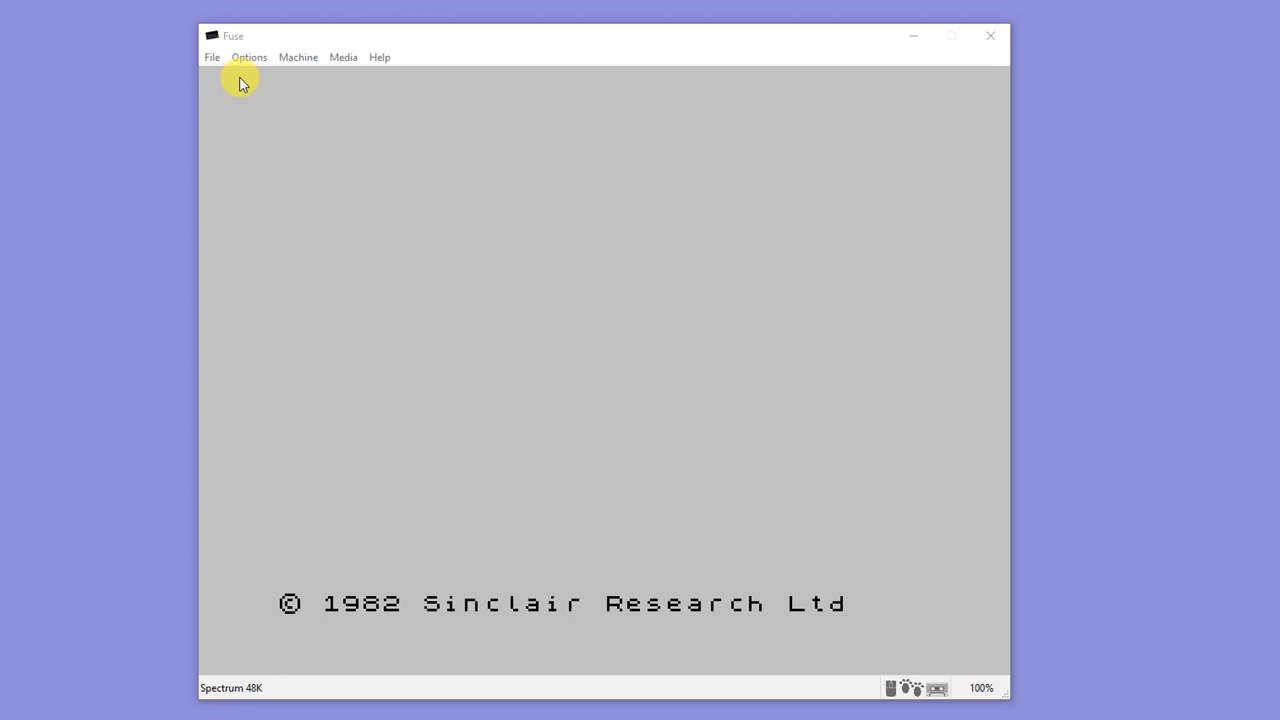 Fuse
File Options Machine Media Help
© 1982 Sinclair Research Ltd
Spectrum 48K 100%